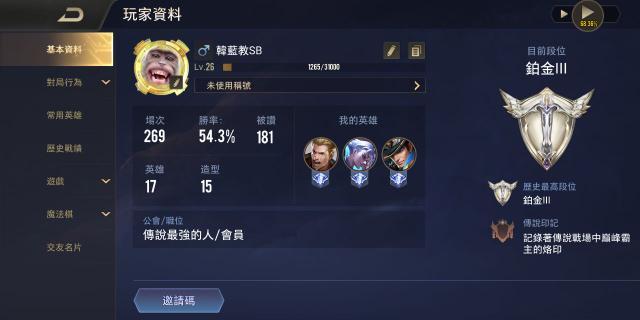 玩家資料
68.36%
基本資料
對局行為
常用英雄
歷史戰績
遊戲
魔法棋
交友名片
韓藍教SB
Lv.26
1265/31000
未使用稱號
場次
勝率:
被讚
269
54.3%
181
英雄
造型
17
15
我的英雄
公會/職位
傳說最強的人/會員
邀請碼
目前段位
鉑金III
歷史最高段位
鉑金III
傳說印記
記錄著傳說戰場中巔峰霸
主的烙印